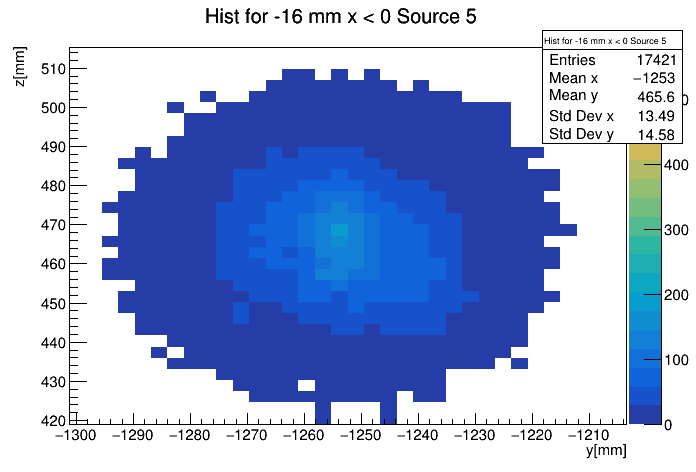 Hist for -16 mm x < 0 Source 5
z[mm]
Hist for -16 mm x < 0 Source 5
Entries 17421
Mean x −1253
Mean y 465.6
Std Dev x 13.49
Std Dev y 14.58
510
500
490
480
470
460
450
440
430
420
0
400
300
200
100
0
−1300 −1290 −1280 −1270 −1260 −1250 −1240 −1230 −1220 −1210
y[mm]